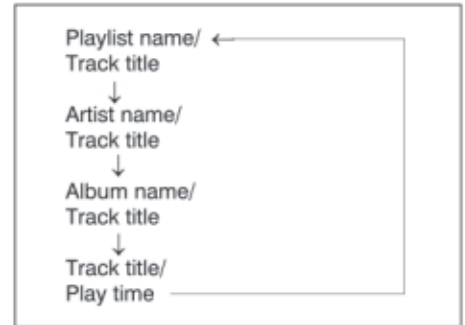 Playlist name/
Track title
Artist name/
Track title
Album name/
Track title
Track title/
Play time